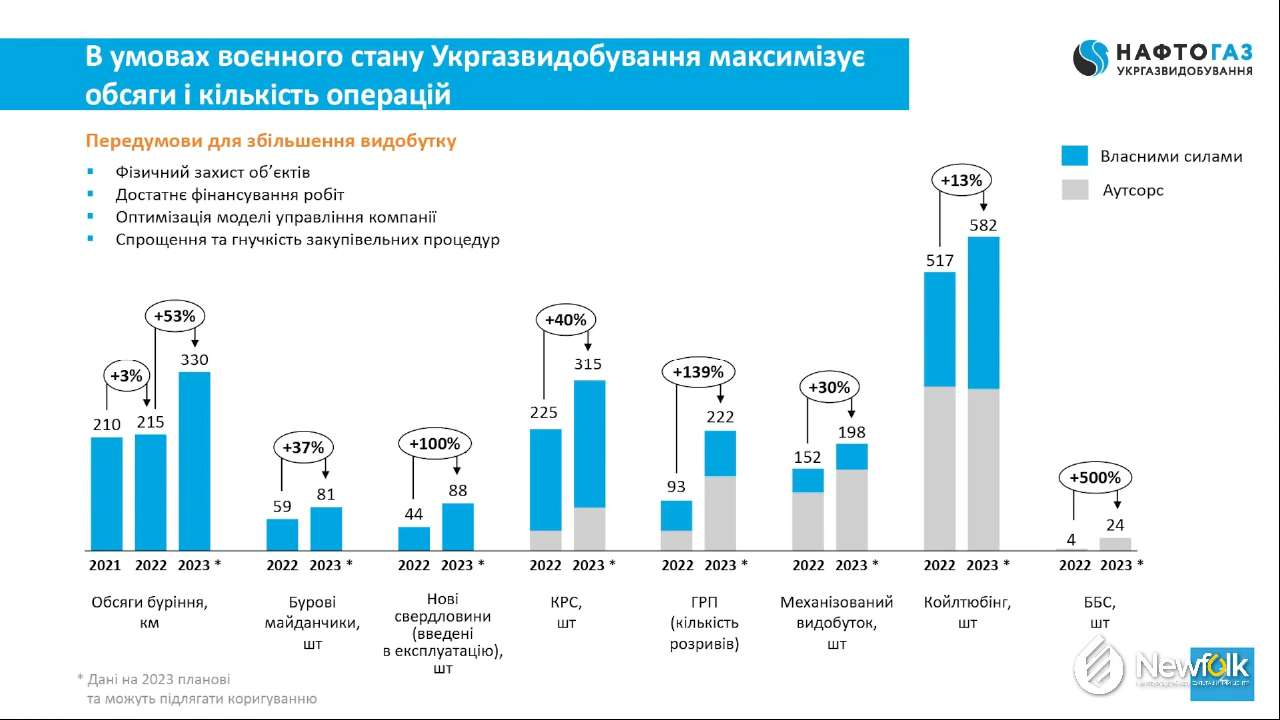 В умовах воєнного стану Укргазвидобування максимізує
обсяги і кількість операцій
НАФТОГАЗ
УКРГАЗВИДОБУВАННЯ
Передумови для збільшення видобутку
▪ Фізичний захист об’єктів
▪ Достатнє фінансування робіт
▪ Оптимізація моделі управління компанії
▪ Спрощення та гнучкість закупівельних процедур
Власними силами
Аутсорс
+3%
+53%
210
215
330
2021 2022 2023 *
Обсяги буріння,
км
+37%
59
81
2022 2023 *
Бурові
майданчики,
шт
+100%
44
88
2022 2023 *
Нові
свердловини
(введені
в експлуатацію),
шт
+40%
225
315
2022 2023 *
КРС,
шт
+139%
93
222
2022 2023 *
ГРП
(кількість
розривів)
+30%
152
198
2022 2023 *
Механізований
видобуток,
шт
+13%
517
582
2022 2023 *
Койлтюбінг,
шт
+500%
4
24
2022 2023 *
ББС,
шт
* Дані на 2023 планові
та можуть підлягати коригуванню
Newfolk